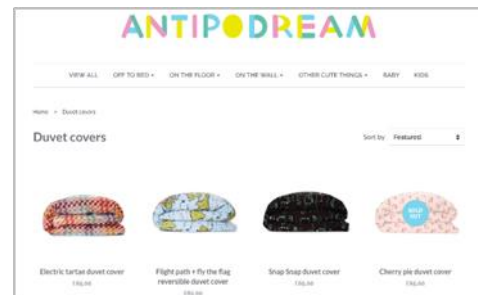 ANTIPODREAM
VIEW ALL OFF TO BED ON THE FLOOR ON THE WALL OTHER CUTE THINGS BABY KIDS
Home Duvet covers
Duvet covers
Sort by Featured
SOLD OUT
Electric tartan duvet cover
Flight path + fly the flag reversible duvet cover
Snap Soap duvet cover
Cherry pie duvet cover